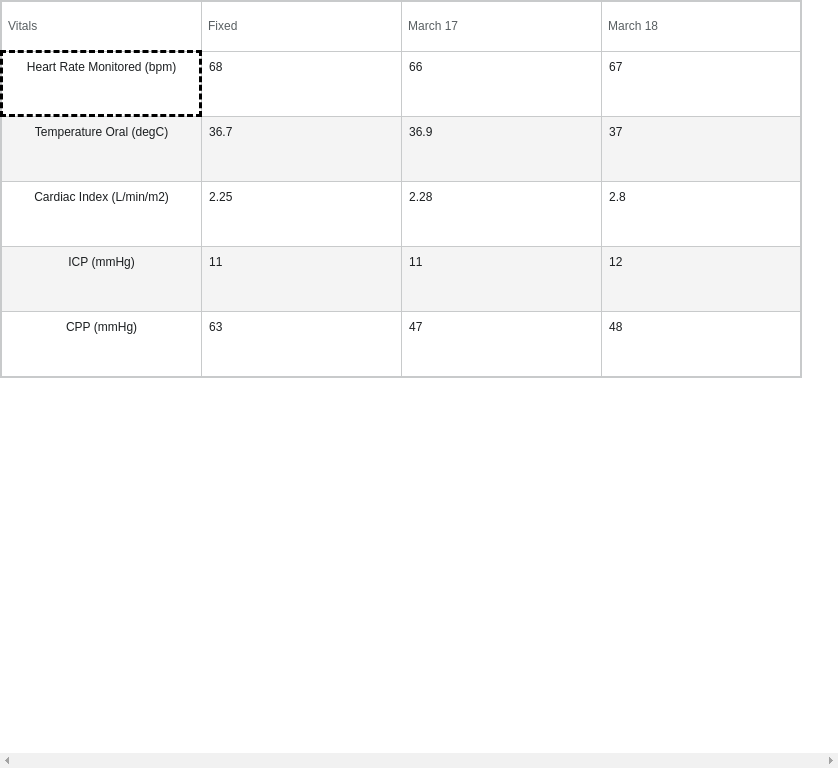 Vitals Fixed March 17 March 18
Heart Rate Monitored (bpm) 68 66 67
Temperature Oral (degC) 36.7 36.9 37
Cardiac Index (L/min/m2) 2.25 2.28 2.8
ICP (mmHg) 11 11 12
CPP (mmHg) 63 47 48